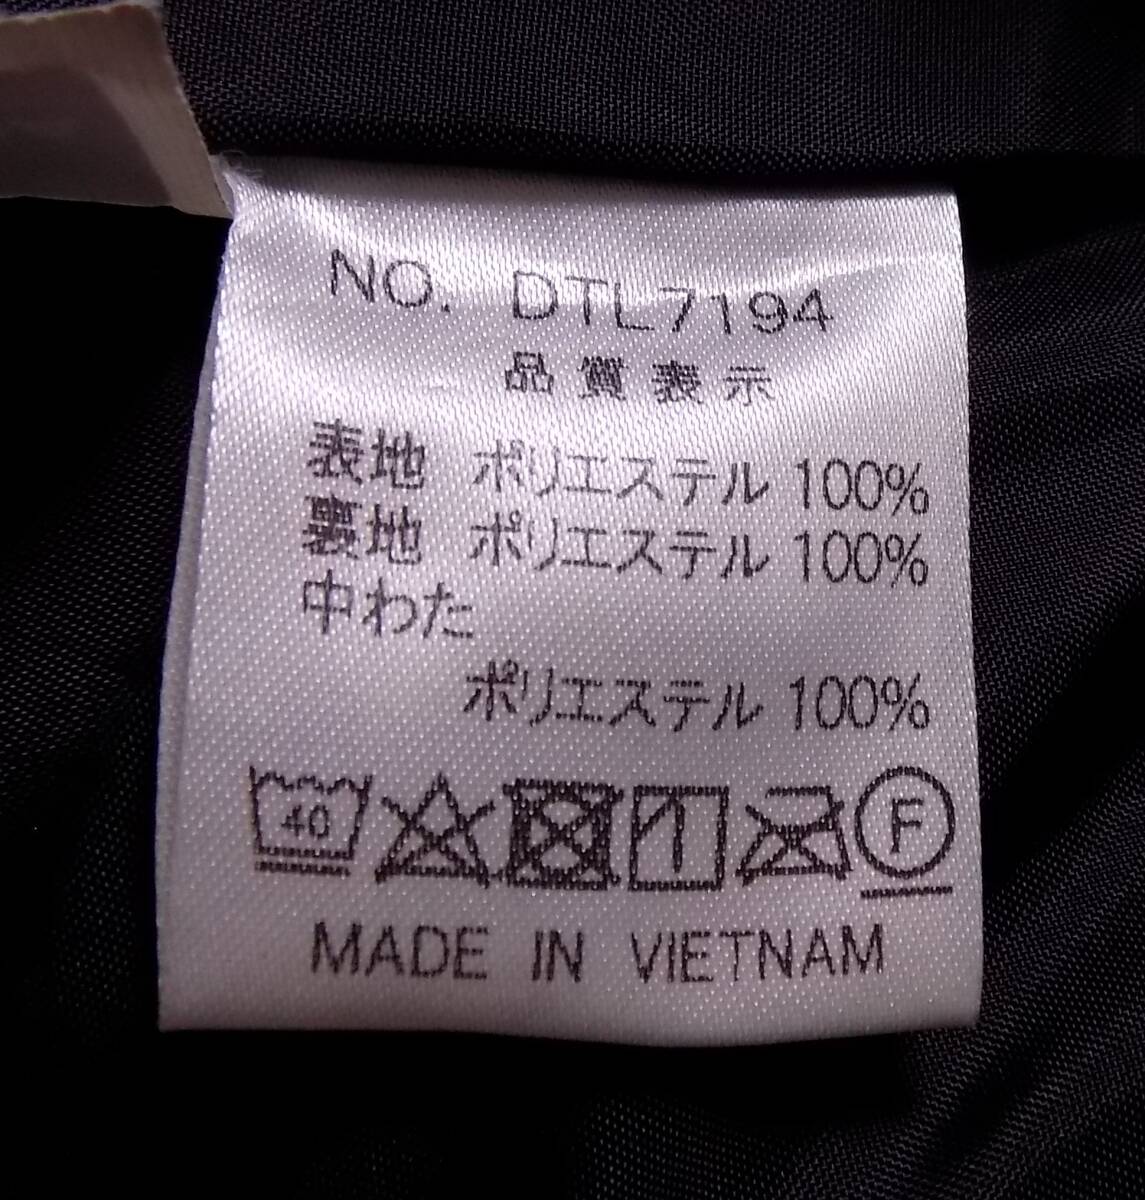 NO. DTL7194
品質表示
表地 ポリエステル 100%
裏地 ポリエステル 100%
中わた
ポリエステル 100%
40 F
MADE IN VIETNAM